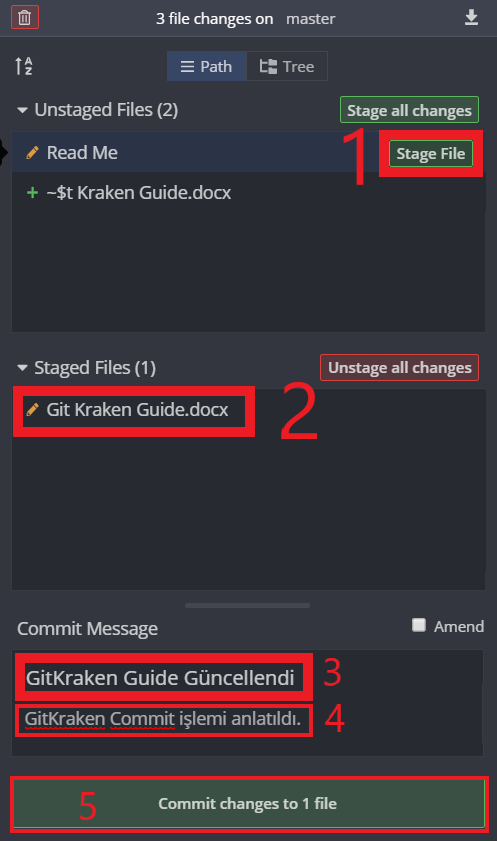 3 file changes on master
Path Tree
Unstaged Files (2) Stage all changes
1
Read Me Stage File
~$t Kraken Guide.docx
Staged Files (1) Unstage all changes
Git Kraken Guide.docx 2
Commit Message Amend
GitKraken Guide Güncellendi 3
GitKraken Commit işlemi anlatıldı. 4
5 Commit changes to 1 file